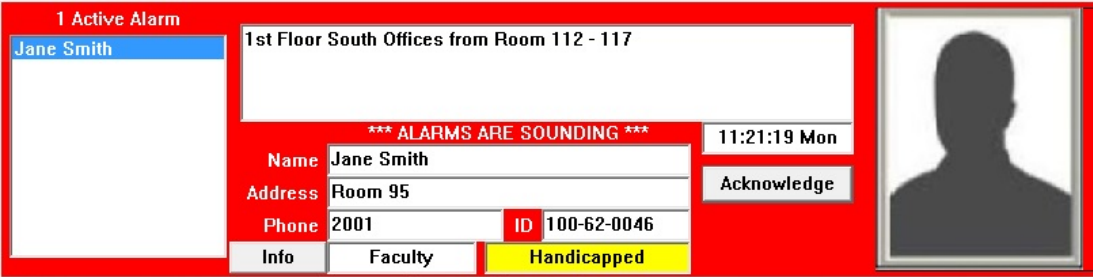 1 Active Alarm
Jane Smith
1st Floor South Offices from Room 112 - 117
*** ALARMS ARE SOUNDING ***
11:21:19 Mon
Name Jane Smith
Address Room 95
Acknowledge
Phone 2001 ID 100-62-0046
Info Faculty Handicapped